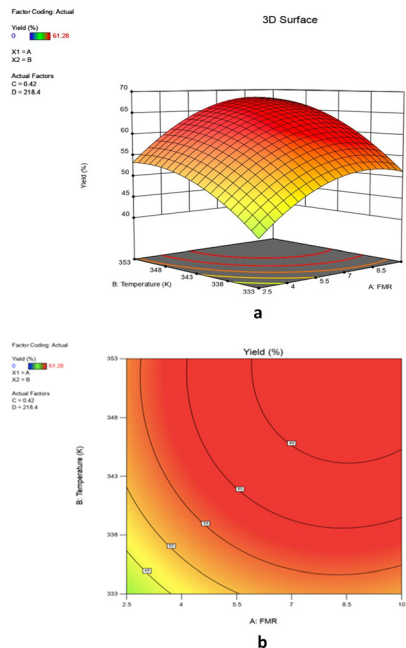 Factor Coding: Actual
3D Surface
Yield (%)
0 61.28
X1 = A
X2 = B
Actual Factors
C = 0.42
D = 218.4
70
65
60
55
50
45
40
Yield (%)
353
348
343
338
333
B: Temperature (K)
2.5
4
5.5
7
8.5
A: FMR
a
Factor Coding: Actual
Yield (%)
Yield (%)
0 61.28
X1 = A
X2 = B
Actual Factors
C = 0.42
D = 218.4
353
348
343
338
333
B: Temperature (K)
2.5 4 5.5 7 8.5 10
A: FMR
b